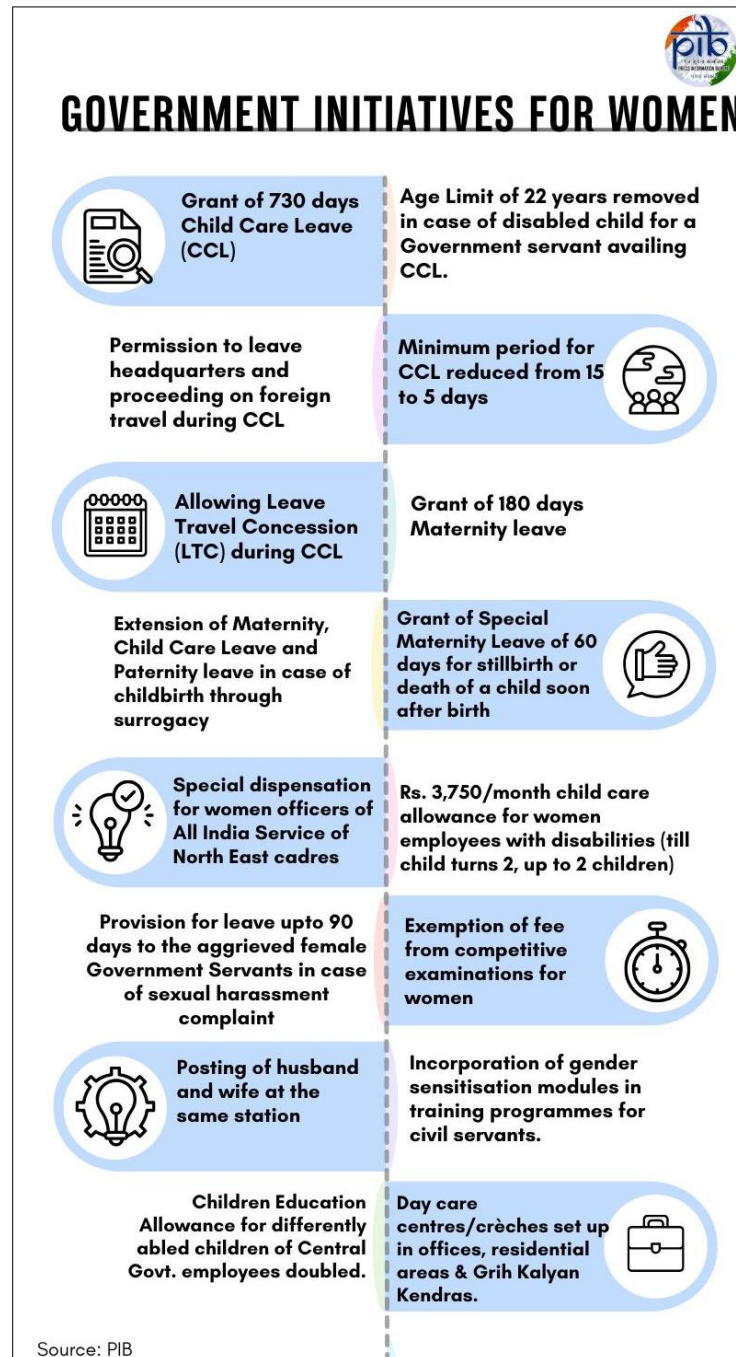 pib
PRESS INFORMATION BUREAU
GOVERNMENT INITIATIVES FOR WOMEN
Grant of 730 days
Child Care Leave
(CCL)
Age Limit of 22 years removed
in case of disabled child for a
Government servant availing
CCL.
Permission to leave
headquarters and
proceeding on foreign
travel during CCL
Minimum period for
CCL reduced from 15
to 5 days
Allowing Leave
Travel Concession
(LTC) during CCL
Grant of 180 days
Maternity leave
Extension of Maternity,
Child Care Leave and
Paternity leave in case of
childbirth through
surrogacy
Grant of Special
Maternity Leave of 60
days for stillbirth or
death of a child soon
after birth
Special dispensation
for women officers of
All India Service of
North East cadres
Rs. 3,750/month child care
allowance for women
employees with disabilities (till
child turns 2, up to 2 children)
Provision for leave upto 90
days to the aggrieved female
Government Servants in case
of sexual harassment
complaint
Exemption of fee
from competitive
examinations for
women
Posting of husband
and wife at the
same station
Incorporation of gender
sensitisation modules in
training programmes for
civil servants.
Children Education
Allowance for differently
abled children of Central
Govt. employees doubled.
Day care
centres/crèches set up
in offices, residential
areas & Grih Kalyan
Kendras.
Source: PIB